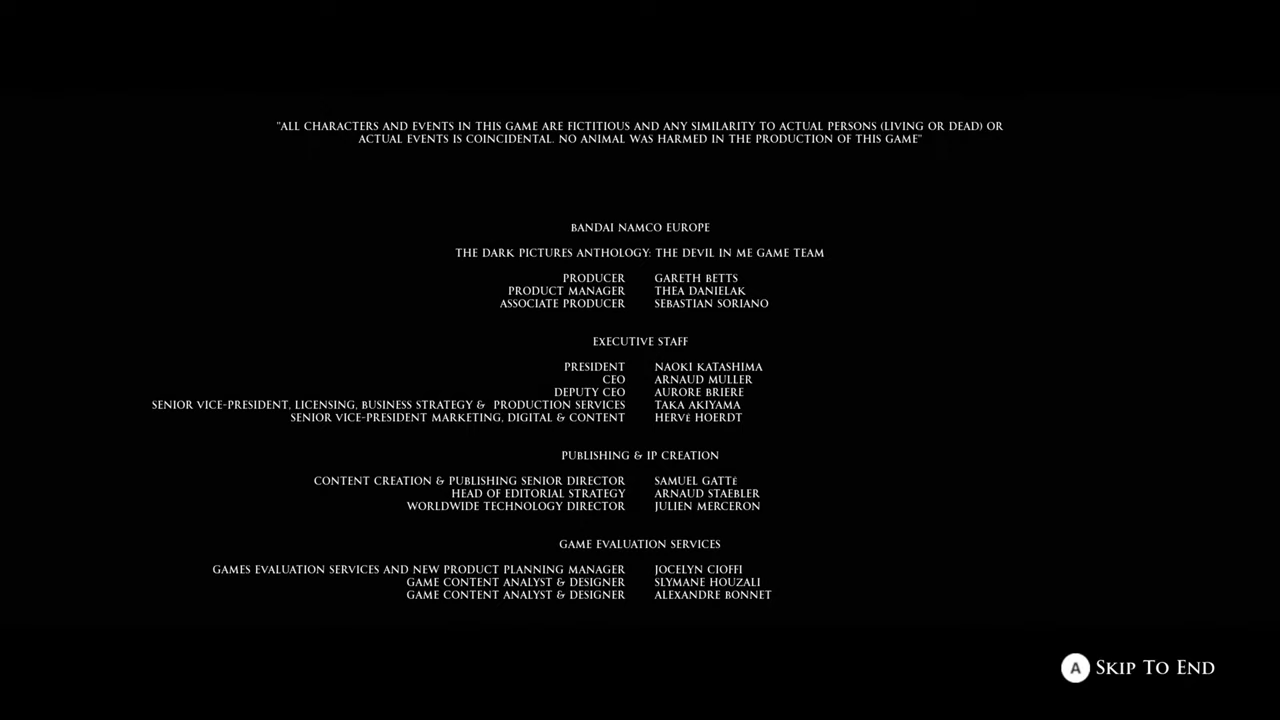 "ALL CHARACTERS AND EVENTS IN THIS GAME ARE FICTITIOUS AND ANY SIMILARITY TO ACTUAL PERSONS (LIVING OR DEAD) OR
ACTUAL EVENTS IS COINCIDENTAL. NO ANIMAL WAS HARMED IN THE PRODUCTION OF THIS GAME"
BANDAI NAMCO EUROPE
THE DARK PICTURES ANTHOLOGY: THE DEVIL IN ME GAME TEAM
PRODUCER GARETH BETTS
PRODUCT MANAGER THEA DANIELAK
ASSOCIATE PRODUCER SEBASTIAN SORIANO
EXECUTIVE STAFF
PRESIDENT NAOKI KATASHIMA
CEO ARNAUD MULLER
DEPUTY CEO AURORE BRIERE
SENIOR VICE-PRESIDENT, LICENSING, BUSINESS STRATEGY & PRODUCTION SERVICES TAKA AKIYAMA
SENIOR VICE-PRESIDENT MARKETING, DIGITAL & CONTENT HERVÉ HOERDT
PUBLISHING & IP CREATION
CONTENT CREATION & PUBLISHING SENIOR DIRECTOR SAMUEL GATTÉ
HEAD OF EDITORIAL STRATEGY ARNAUD STAEBLER
WORLDWIDE TECHNOLOGY DIRECTOR JULIEN MERCERON
GAME EVALUATION SERVICES
GAMES EVALUATION SERVICES AND NEW PRODUCT PLANNING MANAGER JOCELYN CIOFFI
GAME CONTENT ANALYST & DESIGNER SLYMANE HOUZALI
GAME CONTENT ANALYST & DESIGNER ALEXANDRE BONNET
A SKIP TO END